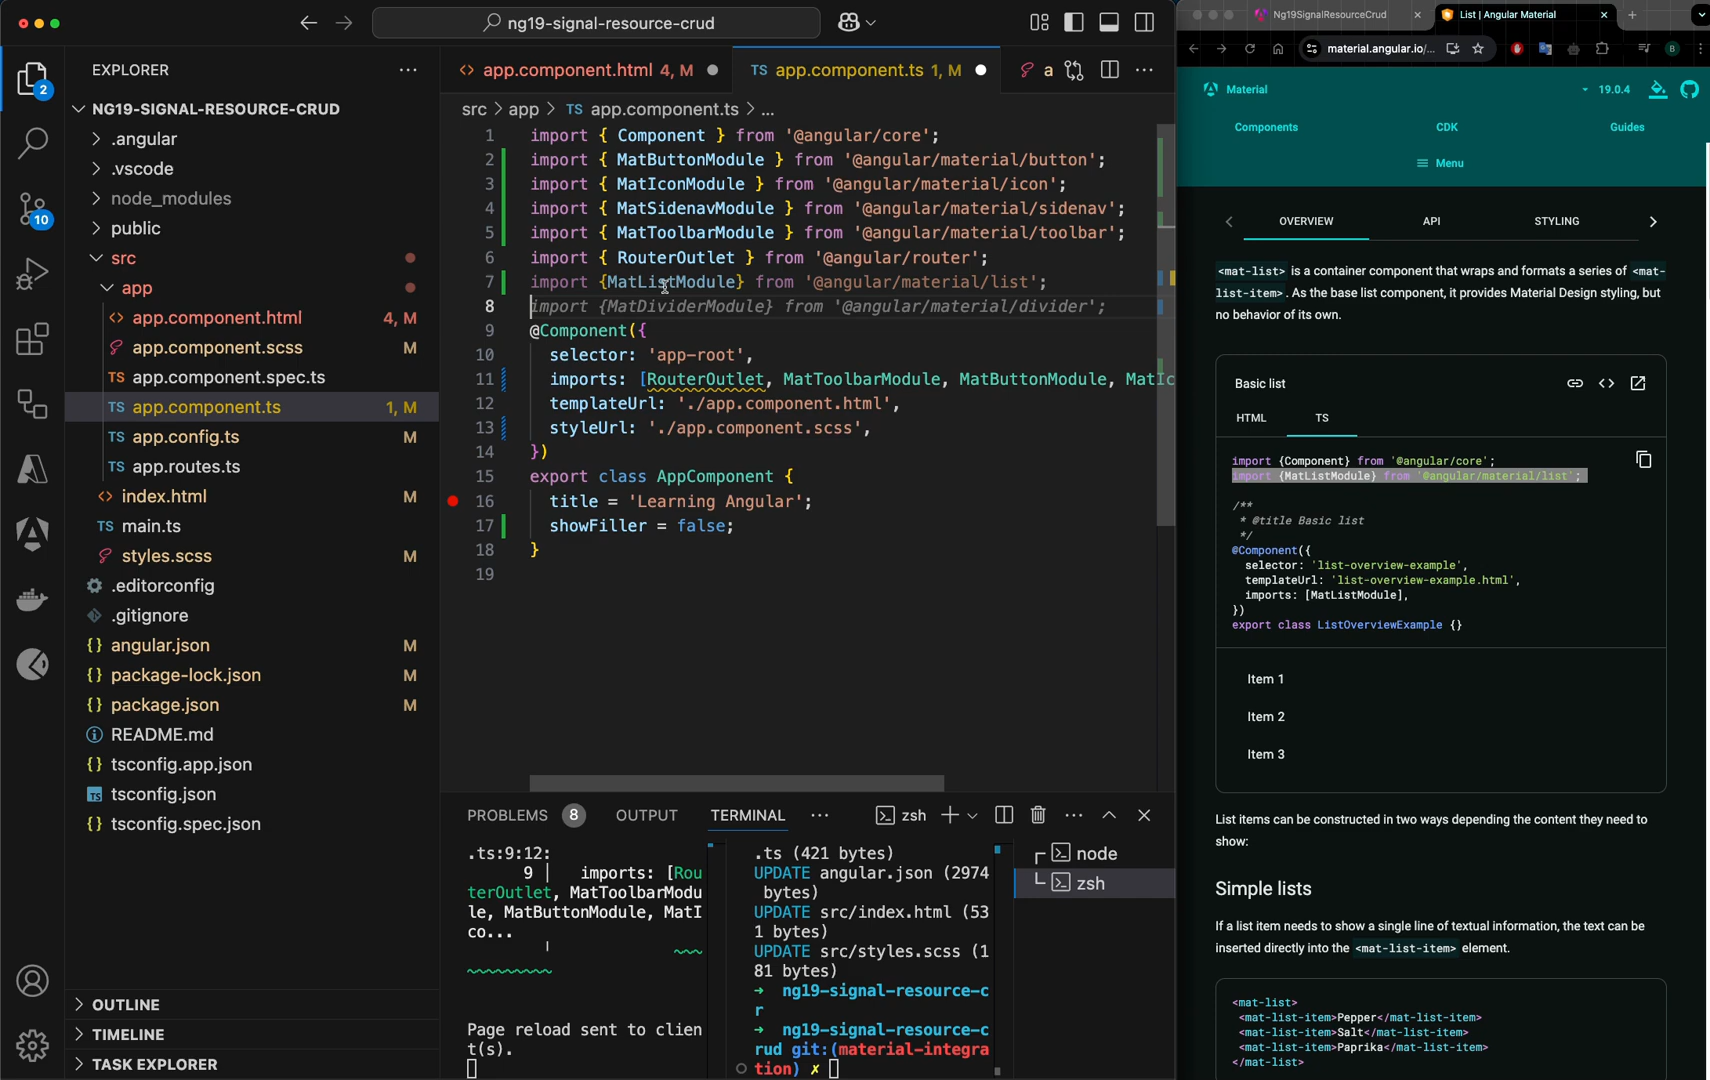 ng19-signal-resource-crud
EXPLORER
NG19-SIGNAL-RESOURCE-CRUD
.angular
.vscode
node_modules
public
src
app
app.component.html 4, M
app.component.scss M
app.component.spec.ts
app.component.ts 1, M
app.config.ts M
app.routes.ts
index.html M
main.ts
styles.scss M
.editorconfig
.gitignore
angular.json M
package-lock.json M
package.json M
README.md
tsconfig.app.json
tsconfig.json
tsconfig.spec.json
OUTLINE
TIMELINE
TASK EXPLORER
2
10
app.component.html 4, M
TS app.component.ts 1, M
a
src > app > TS app.component.ts > ...
1 import { Component } from '@angular/core';
2 import { MatButtonModule } from '@angular/material/button';
3 import { MatIconModule } from '@angular/material/icon';
4 import { MatSidenavModule } from '@angular/material/sidenav';
5 import { MatToolbarModule } from '@angular/material/toolbar';
6 import { RouterOutlet } from '@angular/router';
7 import {MatListModule} from '@angular/material/list';
8 import {MatDividerModule} from '@angular/material/divider';
9 @Component({
10 selector: 'app-root',
11 imports: [RouterOutlet, MatToolbarModule, MatButtonModule, MatIc
12 templateUrl: './app.component.html',
13 styleUrl: './app.component.scss',
14 })
15 export class AppComponent {
16 title = 'Learning Angular';
17 showFiller = false;
18 }
19
PROBLEMS 8 OUTPUT TERMINAL ... zsh
.ts:9:12:
9 | imports: [Rou
terOutlet, MatToolbarModu
le, MatButtonModule, MatI
co...
Page reload sent to clien
t(s).
.ts (421 bytes)
UPDATE angular.json (2974
bytes)
UPDATE src/index.html (53
1 bytes)
UPDATE src/styles.scss (1
81 bytes)
→ ng19-signal-resource-c
r
→ ng19-signal-resource-c
rud git:(material-integra
tion) ✗
node
zsh
Ng19SignalResourceCrud
List | Angular Material
material.angular.io/...
B
Material 19.0.4
Components CDK Guides
Menu
OVERVIEW API STYLING
<mat-list> is a container component that wraps and formats a series of <mat-
list-item>. As the base list component, it provides Material Design styling, but
no behavior of its own.
Basic list
HTML TS
import {Component} from '@angular/core';
import {MatListModule} from '@angular/material/list';
/**
* @title Basic list
*/
@Component({
selector: 'list-overview-example',
templateUrl: 'list-overview-example.html',
imports: [MatListModule],
})
export class ListOverviewExample {}
Item 1
Item 2
Item 3
List items can be constructed in two ways depending the content they need to
show:
Simple lists
If a list item needs to show a single line of textual information, the text can be
inserted directly into the <mat-list-item> element.
<mat-list>
<mat-list-item>Pepper</mat-list-item>
<mat-list-item>Salt</mat-list-item>
<mat-list-item>Paprika</mat-list-item>
</mat-list>